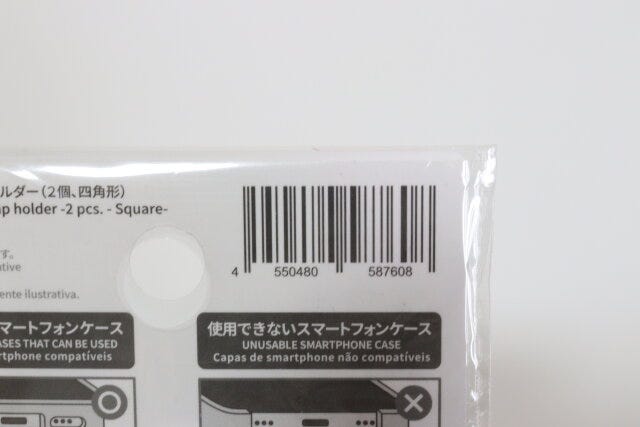 ルダー（2個、四角形）
holder -2 pcs. - Square-
す。
ente ilustrativa.
4 550480 587608
マートフォンケース
ASES THAT CAN BE USED
rtphone compatíveis
使用できないスマートフォンケース
UNUSABLE SMARTPHONE CASE
Capas de smartphone não compatíveis